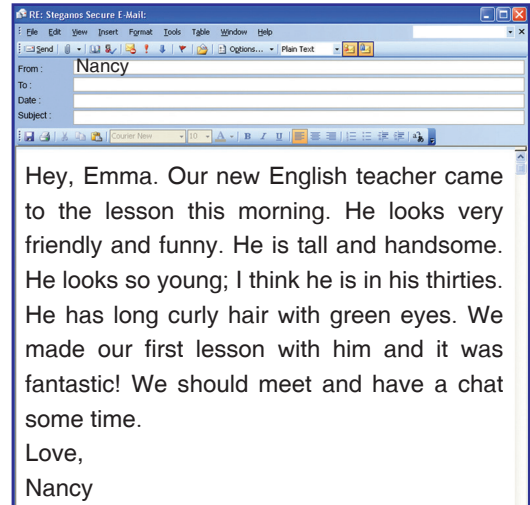 RE: Steganos Secure E-Mail:
File Edit View Insert Format Tools Table Window Help
Send Options... Plain Text
From : Nancy
To :
Date :
Subject :
Courier New 10 A B I U
Hey, Emma. Our new English teacher came
to the lesson this morning. He looks very
friendly and funny. He is tall and handsome.
He looks so young; I think he is in his thirties.
He has long curly hair with green eyes. We
made our first lesson with him and it was
fantastic! We should meet and have a chat
some time.
Love,
Nancy